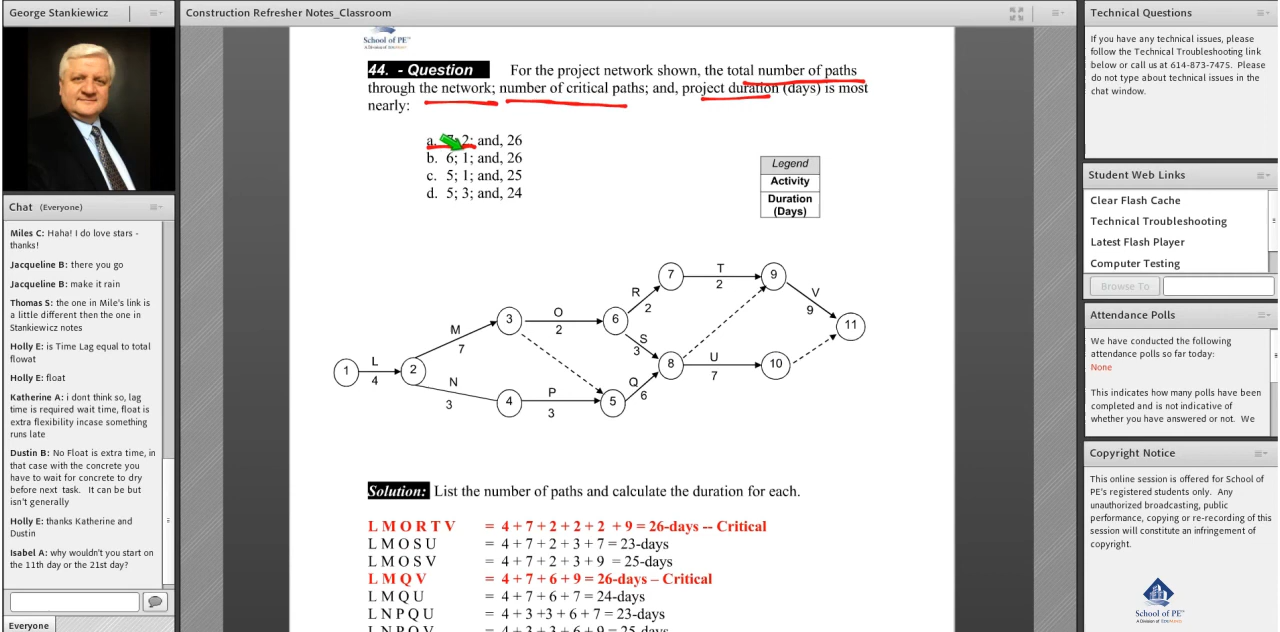 George Stankiewicz
Construction Refresher Notes_Classroom
Technical Questions
If you have any technical issues, please
follow the Technical Troubleshooting link
below or call us at 614-873-7475. Please
do not type about technical issues in the
chat window.
Student Web Links
Clear Flash Cache
Technical Troubleshooting
Latest Flash Player
Computer Testing
Browse To
Attendance Polls
We have conducted the following
attendance polls so far today:
None
This indicates how many polls have been
completed and is not indicative of
whether you have answered or not. We
Copyright Notice
This online session is offered for School of
PE's registered students only. Any
unauthorized broadcasting, public
performance, copying or re-recording of this
session will constitute an infringement of
copyright.
School of PE
Chat (Everyone)
Miles C: Haha! I do love stars -
thanks!
Jacqueline B: there you go
Jacqueline B: make it rain
Thomas S: the one in Mile's link is
a little different then the one in
Stankiewicz notes
Holly E: is Time Lag equal to total
flowat
Holly E: float
Katherine A: i dont think so, lag
time is required wait time, float is
extra flexibility incase something
runs late
Dustin B: No Float is extra time, in
that case with the concrete you
have to wait for concrete to dry
before next task. It can be but
isn't generally
Holly E: thanks Katherine and
Dustin
Isabel A: why wouldn't you start on
the 11th day or the 21st day?
Everyone
School of PE
44. - Question For the project network shown, the total number of paths
through the network; number of critical paths; and, project duration (days) is most
nearly:
a. 7; 2; and, 26
b. 6; 1; and, 26
c. 5; 1; and, 25
d. 5; 3; and, 24
Legend
Activity
Duration
(Days)
7 T 2 9
R 2
V 9
3 O 2 6
11
M 7
S 3
1 L 4 2
8 U 7 10
N 3
4 P 3 5
Q 6
Solution: List the number of paths and calculate the duration for each.
L M O R T V = 4 + 7 + 2 + 2 + 2 + 9 = 26-days -- Critical
L M O S U = 4 + 7 + 2 + 3 + 7 = 23-days
L M O S V = 4 + 7 + 2 + 3 + 9 = 25-days
L M Q V = 4 + 7 + 6 + 9 = 26-days – Critical
L M Q U = 4 + 7 + 6 + 7 = 24-days
L N P Q U = 4 + 3 +3 + 6 + 7 = 23-days
L N P Q V = 4 + 3 + 3 + 6 + 9 = 25-days